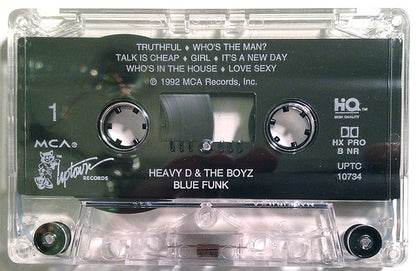 TRUTHFUL ♦ WHO'S THE MAN?
TALK IS CHEAP ♦ GIRL ♦ IT'S A NEW DAY
WHO'S IN THE HOUSE ♦ LOVE SEXY
℗ 1992 MCA Records, Inc.
1
HQ™
HIGH QUALITY
MCA®
HX PRO
B NR
Uptown
RECORDS
UPTC
10734
HEAVY D & THE BOYZ
BLUE FUNK